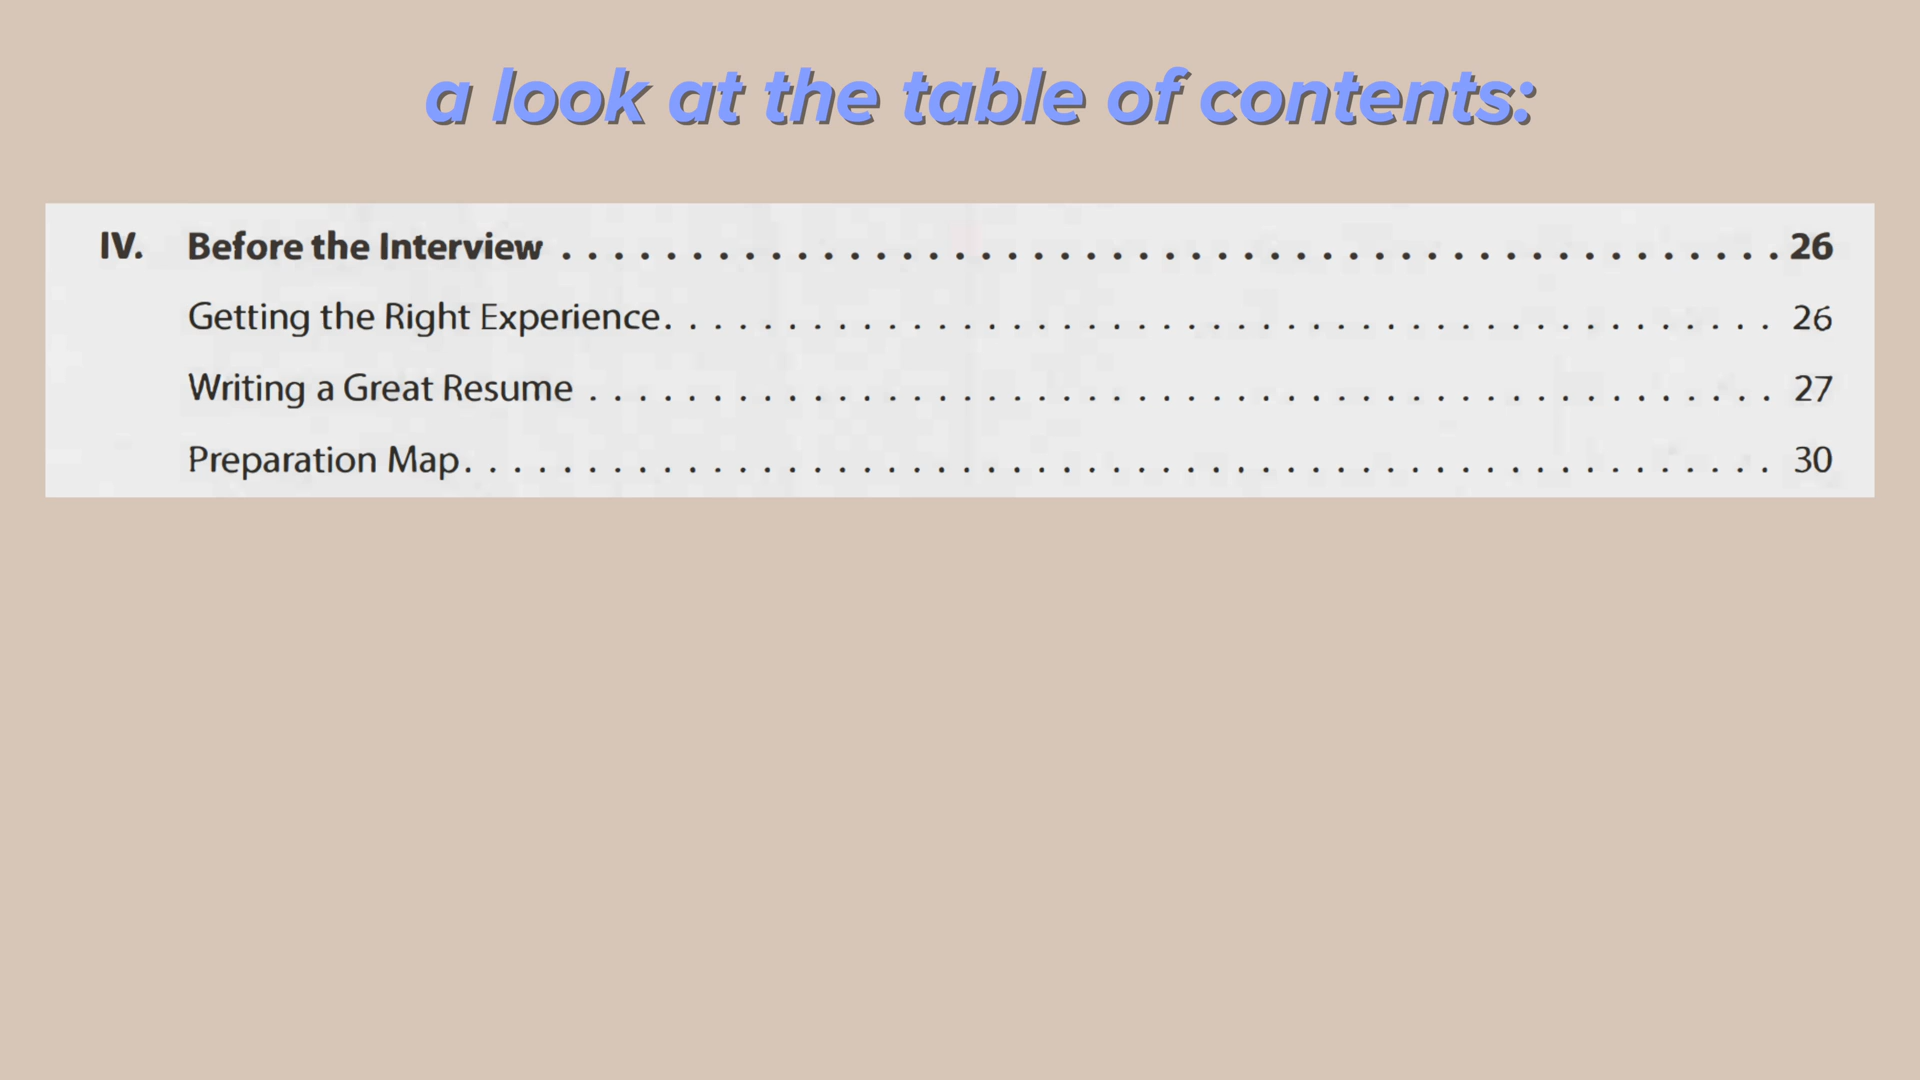 a look at the table of contents:
IV. Before the Interview . . . . . . . . . . . . . . . . . . . . . . . . . . . . . . . . . . . . . . . . . . . . . . . 26
Getting the Right Experience. . . . . . . . . . . . . . . . . . . . . . . . . . . . . . . . . . . . . . . . . . . . . 26
Writing a Great Resume . . . . . . . . . . . . . . . . . . . . . . . . . . . . . . . . . . . . . . . . . . . . . . . . 27
Preparation Map. . . . . . . . . . . . . . . . . . . . . . . . . . . . . . . . . . . . . . . . . . . . . . . . . . . . . 30